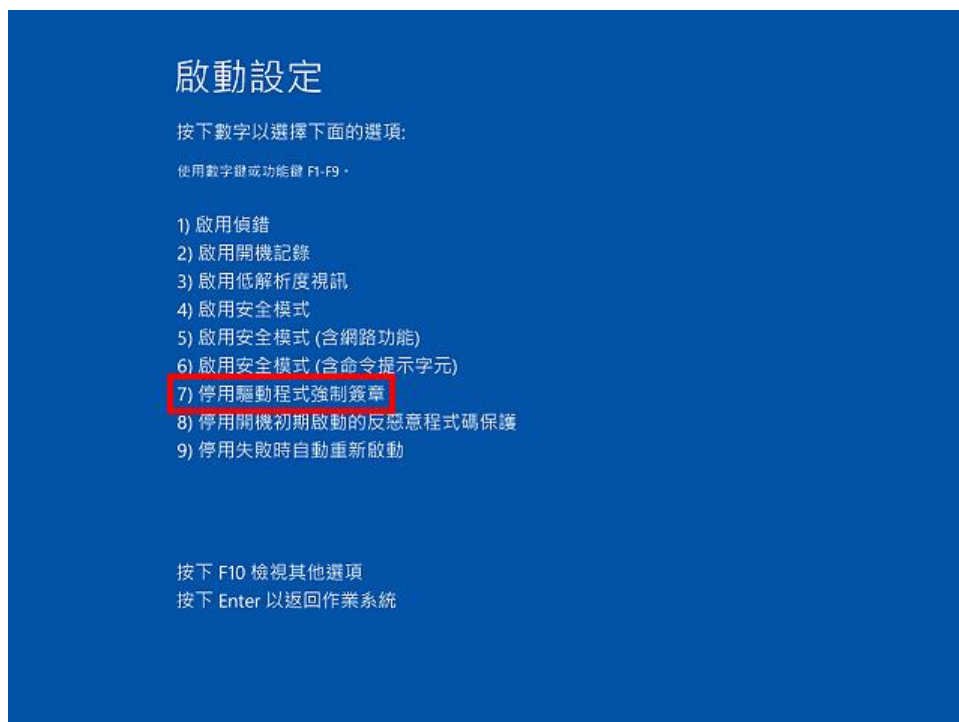 啟動設定
按下數字以選擇下面的選項:
使用數字鍵或功能鍵 F1-F9。
1) 啟用偵錯
2) 啟用開機記錄
3) 啟用低解析度視訊
4) 啟用安全模式
5) 啟用安全模式 (含網路功能)
6) 啟用安全模式 (含命令提示字元)
7) 停用驅動程式強制簽章
8) 停用開機初期啟動的反惡意程式碼保護
9) 停用失敗時自動重新啟動
按下 F10 檢視其他選項
按下 Enter 以返回作業系統